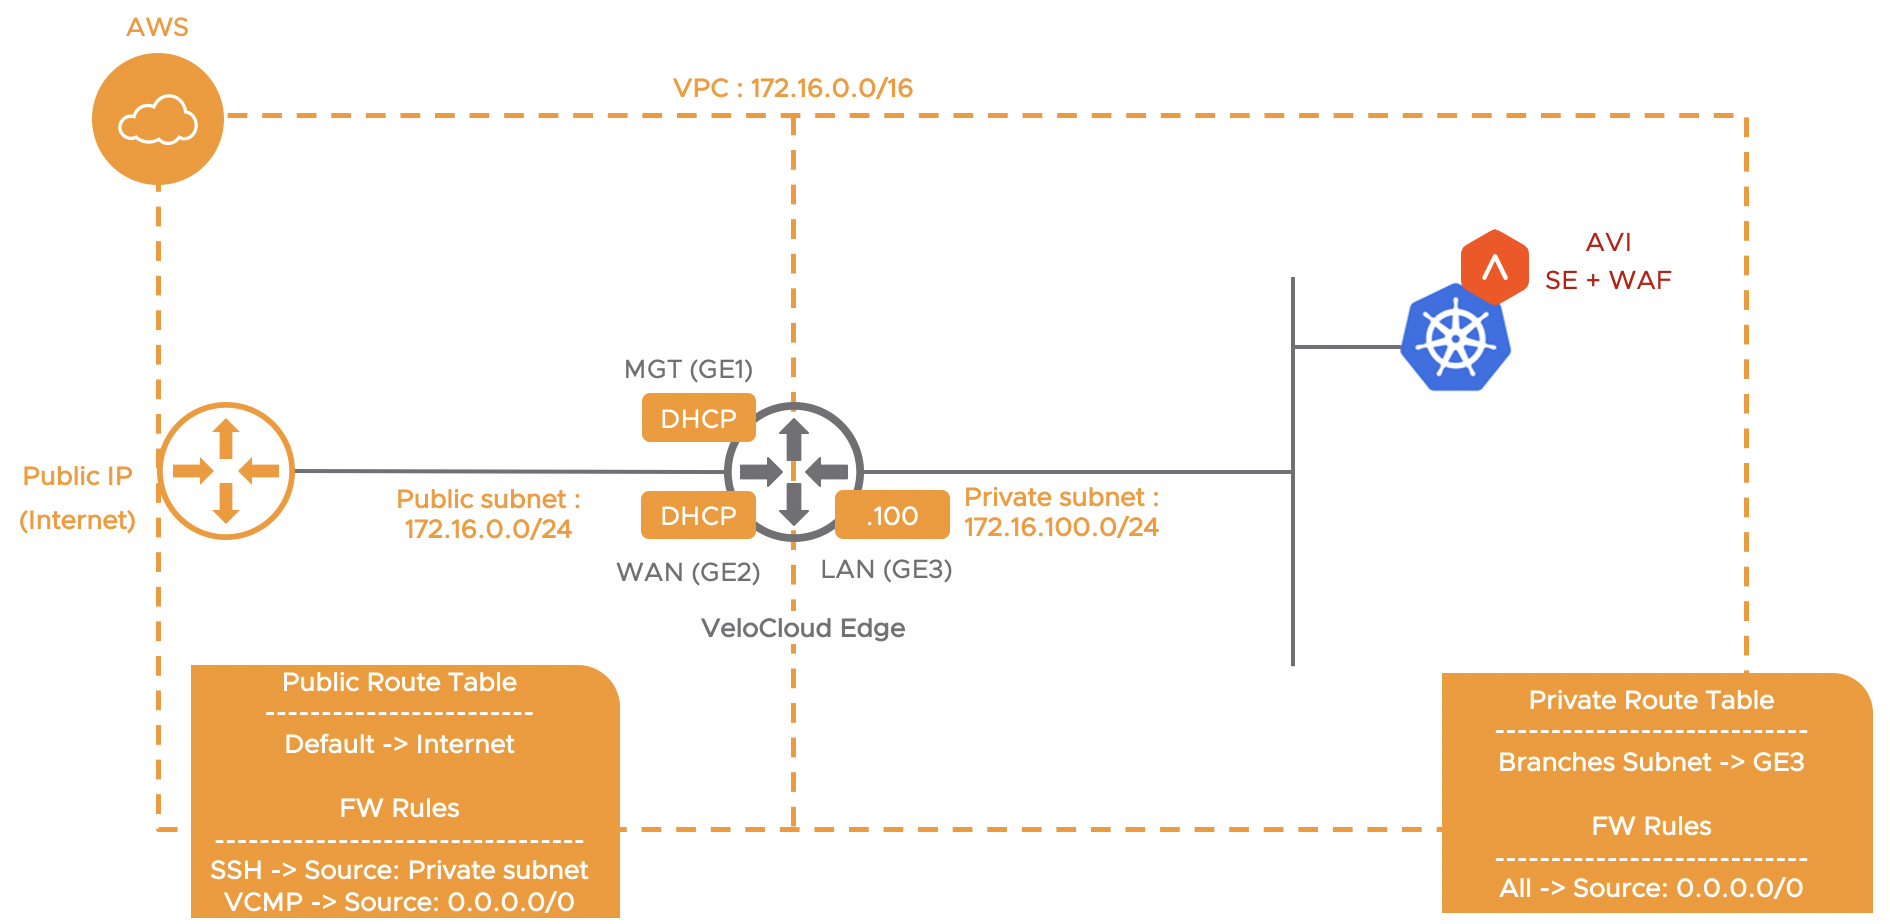 AWS
VPC : 172.16.0.0/16
AVI
SE + WAF
MGT (GE1)
DHCP
Public IP
(Internet)
Public subnet :
172.16.0.0/24
DHCP
.100
Private subnet :
172.16.100.0/24
WAN (GE2)
LAN (GE3)
VeloCloud Edge
Public Route Table
----------------------------
Default -> Internet
FW Rules
---------------------------------------
SSH -> Source: Private subnet
VCMP -> Source: 0.0.0.0/0
Private Route Table
---------------------------------
Branches Subnet -> GE3
FW Rules
---------------------------------
All -> Source: 0.0.0.0/0